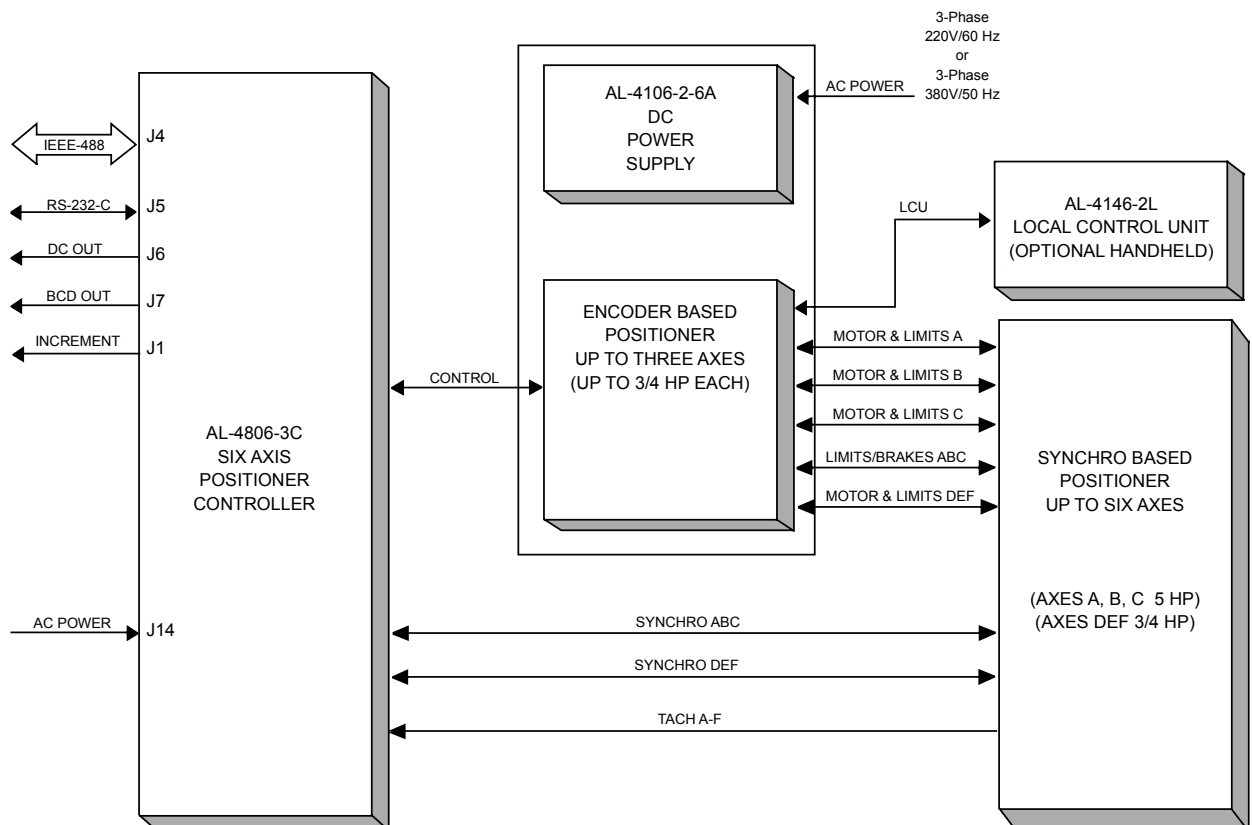 3-Phase
220V/60 Hz
or
3-Phase
380V/50 Hz
AC POWER
AL-4106-2-6A
DC
POWER
SUPPLY
IEEE-488
J4
RS-232-C
J5
DC OUT
J6
BCD OUT
J7
INCREMENT
J1
AL-4806-3C
SIX AXIS
POSITIONER
CONTROLLER
AC POWER
J14
CONTROL
ENCODER BASED
POSITIONER
UP TO THREE AXES
(UP TO 3/4 HP EACH)
LCU
AL-4146-2L
LOCAL CONTROL UNIT
(OPTIONAL HANDHELD)
MOTOR & LIMITS A
MOTOR & LIMITS B
MOTOR & LIMITS C
LIMITS/BRAKES ABC
MOTOR & LIMITS DEF
SYNCHRO BASED
POSITIONER
UP TO SIX AXES
(AXES A, B, C 5 HP)
(AXES DEF 3/4 HP)
SYNCHRO ABC
SYNCHRO DEF
TACH A-F